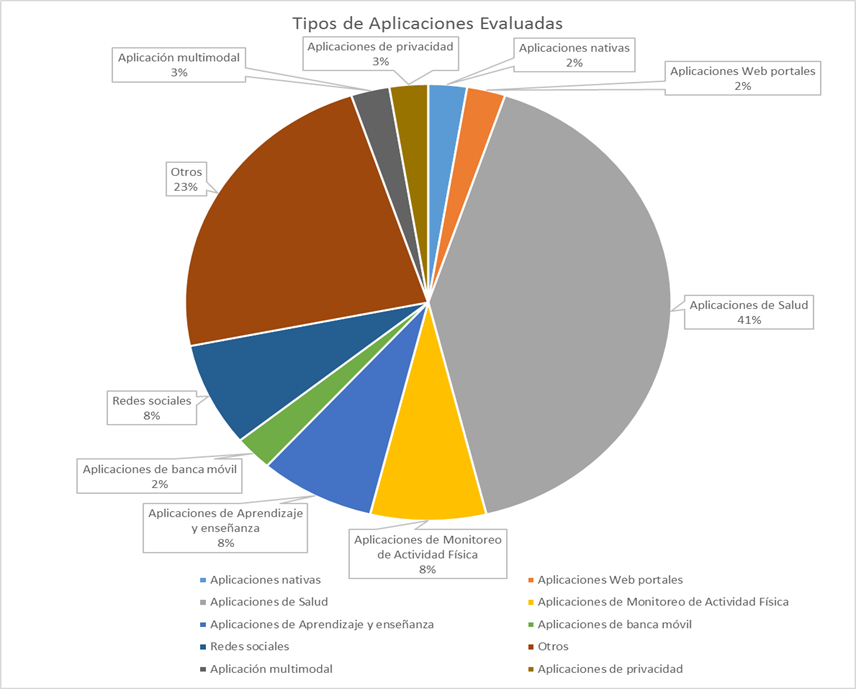 Tipos de Aplicaciones Evaluadas
Aplicaciones de privacidad
3%
Aplicaciones nativas
2%
Aplicación multimodal
3%
Aplicaciones Web portales
2%
Otros
23%
Aplicaciones de Salud
41%
Redes sociales
8%
Aplicaciones de banca móvil
2%
Aplicaciones de Aprendizaje
y enseñanza
8%
Aplicaciones de Monitoreo
de Actividad Física
8%
Aplicaciones nativas
Aplicaciones Web portales
Aplicaciones de Salud
Aplicaciones de Monitoreo de Actividad Física
Aplicaciones de Aprendizaje y enseñanza
Aplicaciones de banca móvil
Redes sociales
Otros
Aplicación multimodal
Aplicaciones de privacidad